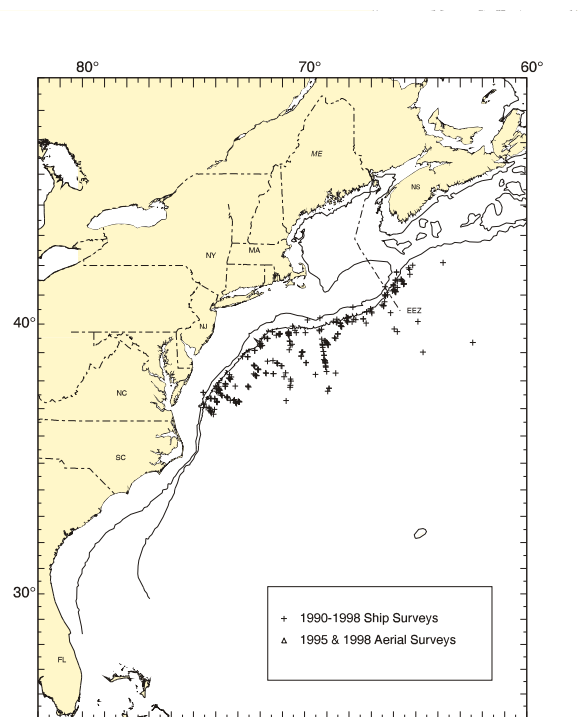 80°
70°
60°
ME
NS
NY
MA
EEZ
40°
NJ
NC
SC
30°
+ 1990-1998 Ship Surveys
△ 1995 & 1998 Aerial Surveys
FL